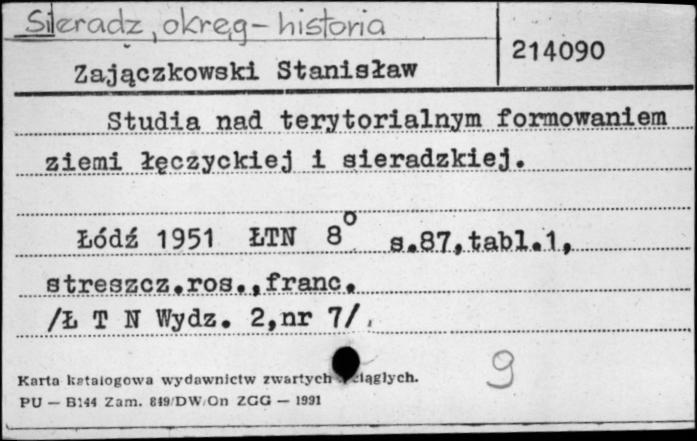 Sieradz, okręg - historia
214090
Zajączkowski Stanisław
Studia nad terytorialnym formowaniem
ziemi łęczyckiej i sieradzkiej.
Łódź 1951 ŁTN 8° s.87,tabl.1,
streszcz.ros.,franc.
/Ł T N Wydz. 2,nr 7/
9
Karta katalogowa wydawnictw zwartych ciągłych.
PU — B144 Zam. 849/DW/On ZGG — 1991